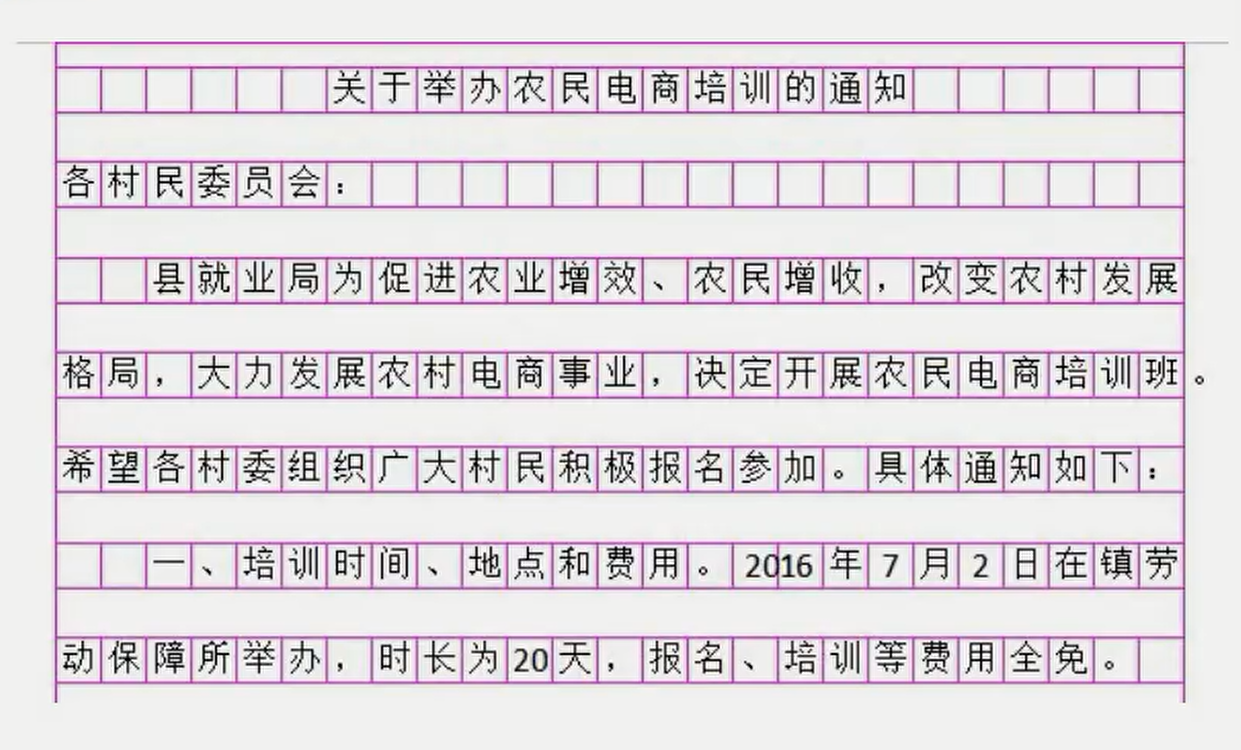 关于举办农民电商培训的通知
各村民委员会：
县就业局为促进农业增效、农民增收，改变农村发展
格局，大力发展农村电商事业，决定开展农民电商培训班。
希望各村委组织广大村民积极报名参加。具体通知如下：
一、培训时间、地点和费用。2016年7月2日在镇劳
动保障所举办，时长为20天，报名、培训等费用全免。